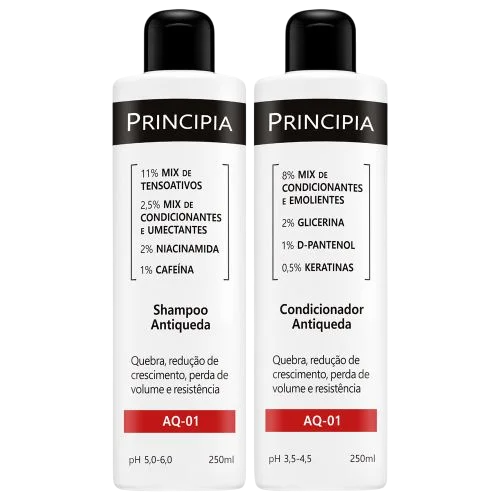 PRINCIPIA
11% MIX DE
TENSOATIVOS
2,5% MIX DE
CONDICIONANTES
E UMECTANTES
2% NIACINAMIDA
1% CAFEÍNA
Shampoo
Antiqueda
Quebra, redução de
crescimento, perda de
volume e resistência
AQ-01
pH 5,0-6,0 250ml
PRINCIPIA
8% MIX DE
CONDICIONANTES
E EMOLIENTES
2% GLICERINA
1% D-PANTENOL
0,5% KERATINAS
Condicionador
Antiqueda
Quebra, redução de
crescimento, perda de
volume e resistência
AQ-01
pH 3,5-4,5 250ml